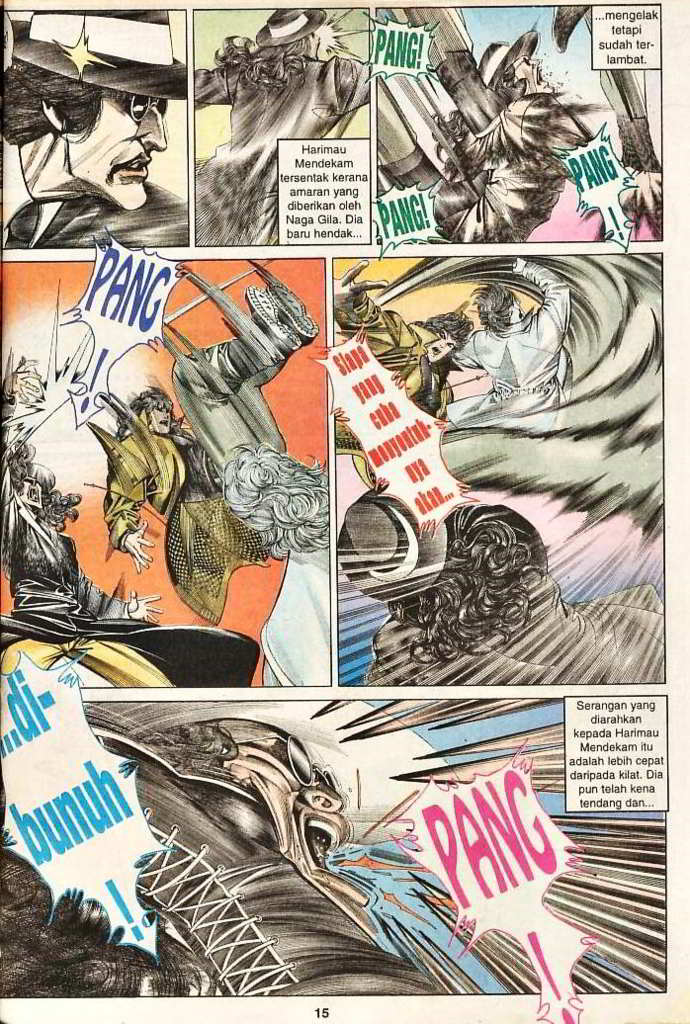 Harimau
Mendekam
tersentak kerana
amaran yang
diberikan oleh
Naga Gila. Dia
baru hendak...
PANG!
...mengelak
tetapi
sudah ter-
lambat.
PANG
!
PANG!
PANG
!
Siapa
yang
cuba
menyentuh-
nya
akan...
...di-
bunuh
!
Serangan yang
diarahkan
kepada Harimau
Mendekam itu
adalah lebih cepat
daripada kilat. Dia
pun telah kena
tendang dan...
PANG
!
15